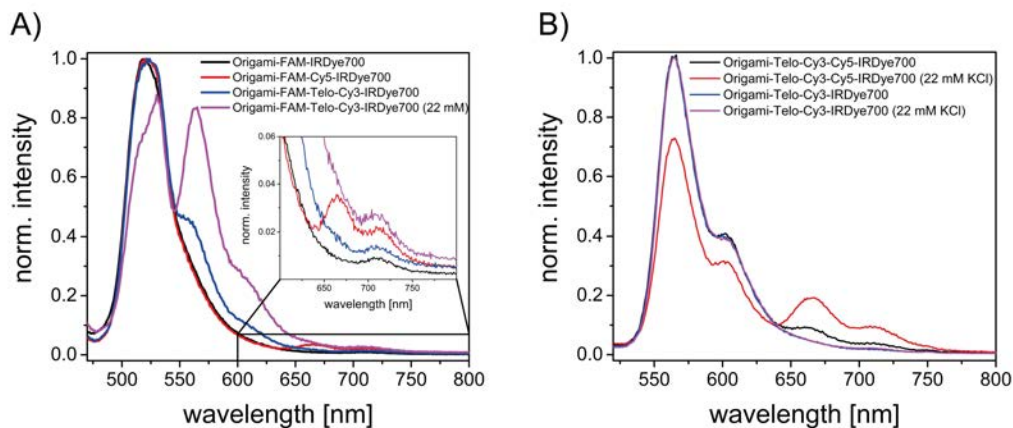 A)
Origami-FAM-IRDye700
Origami-FAM-Cy5-IRDye700
Origami-FAM-Telo-Cy3-IRDye700
Origami-FAM-Telo-Cy3-IRDye700 (22 mM)
norm. intensity
1.0
0.8
0.6
0.4
0.2
0.0
500 550 600 650 700 750 800
wavelength [nm]
norm. intensity
0.06
0.04
0.02
650 700 750
wavelength [nm]
B)
Origami-Telo-Cy3-Cy5-IRDye700
Origami-Telo-Cy3-Cy5-IRDye700 (22 mM KCl)
Origami-Telo-Cy3-IRDye700
Origami-Telo-Cy3-IRDye700 (22 mM KCl)
norm. intensity
1.0
0.8
0.6
0.4
0.2
0.0
550 600 650 700 750 800
wavelength [nm]